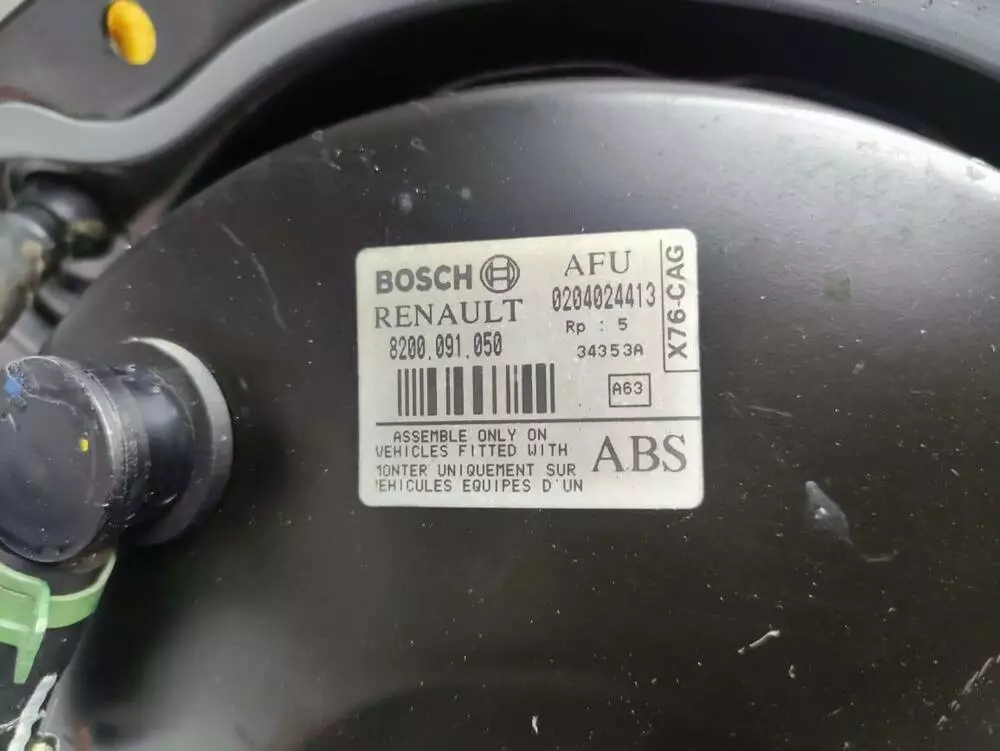 BOSCH
RENAULT
8200.091.050
AFU
0204024413
Rp : 5
34353A
A63
X76-CAG
ASSEMBLE ONLY ON
VEHICLES FITTED WITH
MONTER UNIQUEMENT SUR
VEHICULES EQUIPES D'UN
ABS